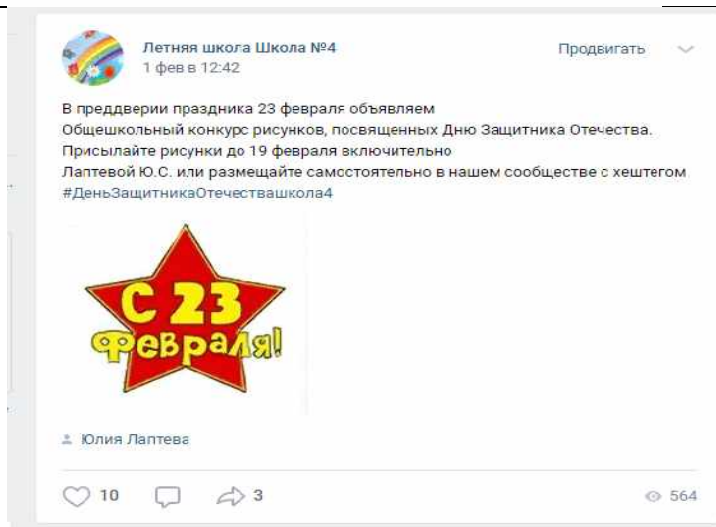 Летняя школа Школа №4
Продвигать
1 фев в 12:42
В преддверии праздника 23 февраля объявляем
Общешкольный конкурс рисунков, посвященных Дню Защитника Отечества.
Присылайте рисунки до 19 февраля включительно
Лаптевой Ю.С. или размещайте самостоятельно в нашем сообществе с хештегом
#ДеньЗащитникаОтечествашкола4
С 23
Февраля!
Юлия Лаптева
10
3
564